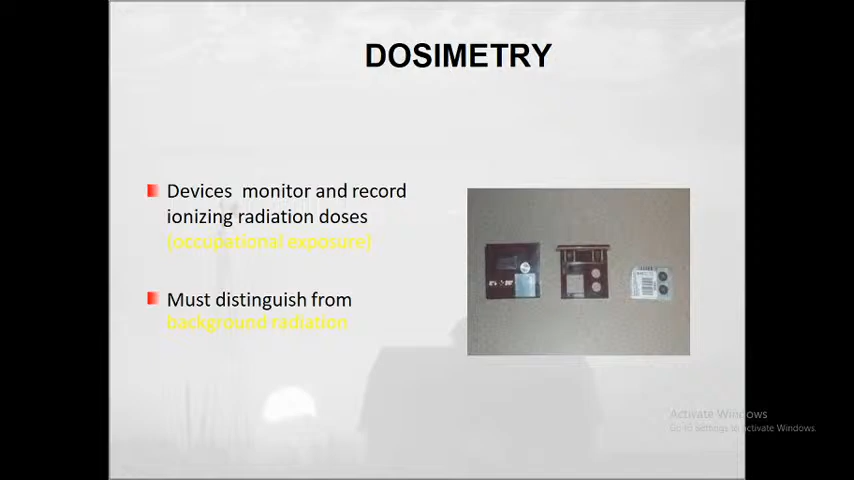 DOSIMETRY
Devices monitor and record
ionizing radiation doses
(occupational exposure)
Must distinguish from
background radiation
Activate Windows
Go to Settings to activate Windows.